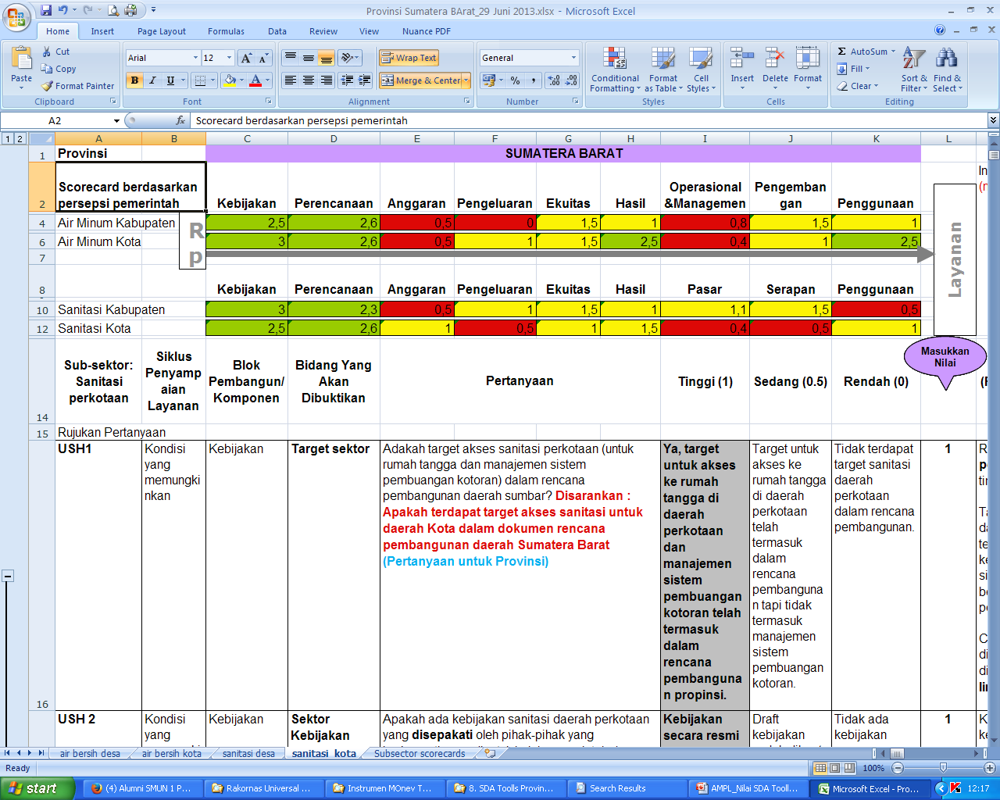 Provinsi Sumatera BArat_29 Juni 2013.xlsx - Microsoft Excel
Home Insert Page Layout Formulas Data Review View Nuance PDF
Paste Cut Copy Format Painter Clipboard
Arial 12 Font
Wrap Text Merge & Center Alignment
General Number
Conditional Formatting Format as Table Cell Styles Styles
Insert Delete Format Cells
AutoSum Fill Clear Sort & Filter Find & Select Editing
A2 fx Scorecard berdasarkan persepsi pemerintah
1 2 A B C D E F G H I J K L
1 Provinsi SUMATERA BARAT
2 Scorecard berdasarkan persepsi pemerintah Kebijakan Perencanaan Anggaran Pengeluaran Ekuitas Hasil Operasional &Managemen Pengemban gan Penggunaan
4 Air Minum Kabupaten 2,5 2,6 0,5 0 1,5 1 0,8 1,5 1
6 Air Minum Kota 3 2,6 0,5 1 1,5 2,5 0,4 1 2,5
7
R
p
Layanan
8 Kebijakan Perencanaan Anggaran Pengeluaran Ekuitas Hasil Pasar Serapan Penggunaan
10 Sanitasi Kabupaten 3 2,3 0,5 1 1,5 1 1,1 1,5 0,5
12 Sanitasi Kota 2,5 2,6 1 0,5 1 1,5 0,4 0,5 1
Masukkan
Nilai
14 Sub-sektor: Sanitasi perkotaan Siklus Penyamp aian Layanan Blok Pembangun/ Komponen Bidang Yang Akan Dibuktikan Pertanyaan Tinggi (1) Sedang (0.5) Rendah (0)
15 Rujukan Pertanyaan
16 USH1
Kondisi
yang
memungki
nkan
Kebijakan
Target sektor
Adakah target akses sanitasi perkotaan (untuk
rumah tangga dan manajemen sistem
pembuangan kotoran) dalam rencana
pembangunan daerah sumbar? Disarankan :
Apakah terdapat target akses sanitasi untuk
daerah Kota dalam dokumen rencana
pembangunan daerah Sumatera Barat
(Pertanyaan untuk Provinsi)
Ya, target
untuk akses
ke rumah
tangga di
daerah
perkotaan
dan
manajemen
sistem
pembuangan
kotoran telah
termasuk
dalam
rencana
pembanguna
n propinsi.
Target untuk
akses ke
rumah tangga
di daerah
perkotaan
telah
termasuk
dalam
rencana
pembanguna
n tapi tidak
termasuk
manajemen
sistem
pembuangan
kotoran.
Tidak terdapat
target sanitasi
daerah
perkotaan
dalam rencana
pembangunan.
1
USH 2
Kondisi
yang
Kebijakan
Sektor
Kebijakan
Apakah ada kebijakan sanitasi daerah perkotaan
yang disepakati oleh pihak-pihak yang
Kebijakan
secara resmi
Draft
kebijakan
Tidak ada
kebijakan
1
air bersih desa air bersih kota sanitasi desa sanitasi kota Subsector scorecards
Ready 100%
start (4) Alumni SMUN 1 P... Rakornas Universal ... Instrumen MOnev T... 8. SDA Toolls Provin... Search Results AMPL_Nilai SDA Tooll... Microsoft Excel - Pro... 12:17